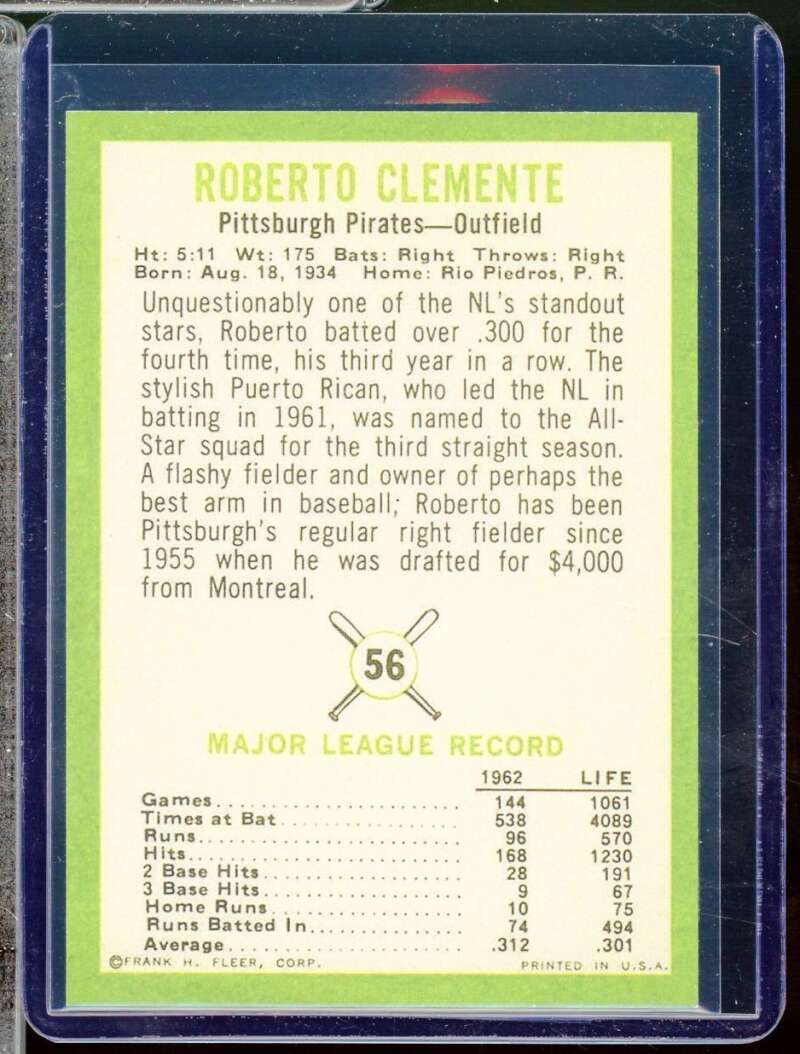 ROBERTO CLEMENTE
Pittsburgh Pirates—Outfield
Ht: 5:11 Wt: 175 Bats: Right Throws: Right
Born: Aug. 18, 1934 Home: Rio Piedros, P. R.
Unquestionably one of the NL's standout
stars, Roberto batted over .300 for the
fourth time, his third year in a row. The
stylish Puerto Rican, who led the NL in
batting in 1961, was named to the All-
Star squad for the third straight season.
A flashy fielder and owner of perhaps the
best arm in baseball; Roberto has been
Pittsburgh's regular right fielder since
1955 when he was drafted for $4,000
from Montreal.
56
MAJOR LEAGUE RECORD
1962 LIFE
Games 144 1061
Times at Bat 538 4089
Runs 96 570
Hits 168 1230
2 Base Hits 28 191
3 Base Hits 9 67
Home Runs 10 75
Runs Batted In 74 494
Average .312 .301
©FRANK H. FLEER, CORP. PRINTED IN U.S.A.